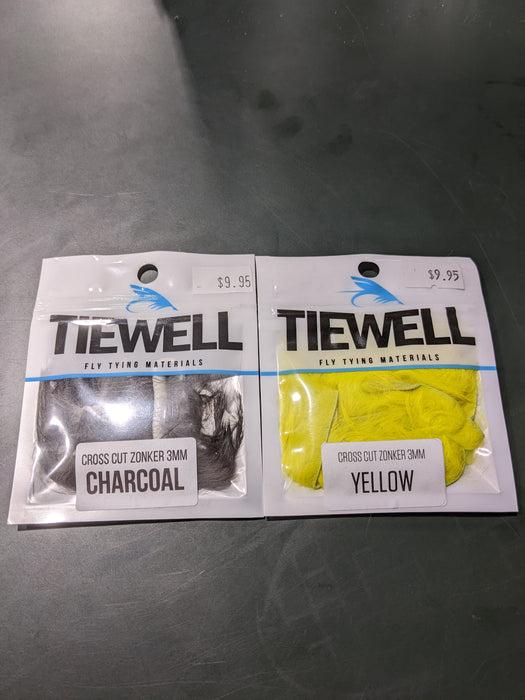 $9.95
TIEWELL
FLY TYING MATERIALS
CROSS CUT ZONKER 3MM
CHARCOAL
$9.95
TIEWELL
FLY TYING MATERIALS
CROSS CUT ZONKER 3MM
YELLOW